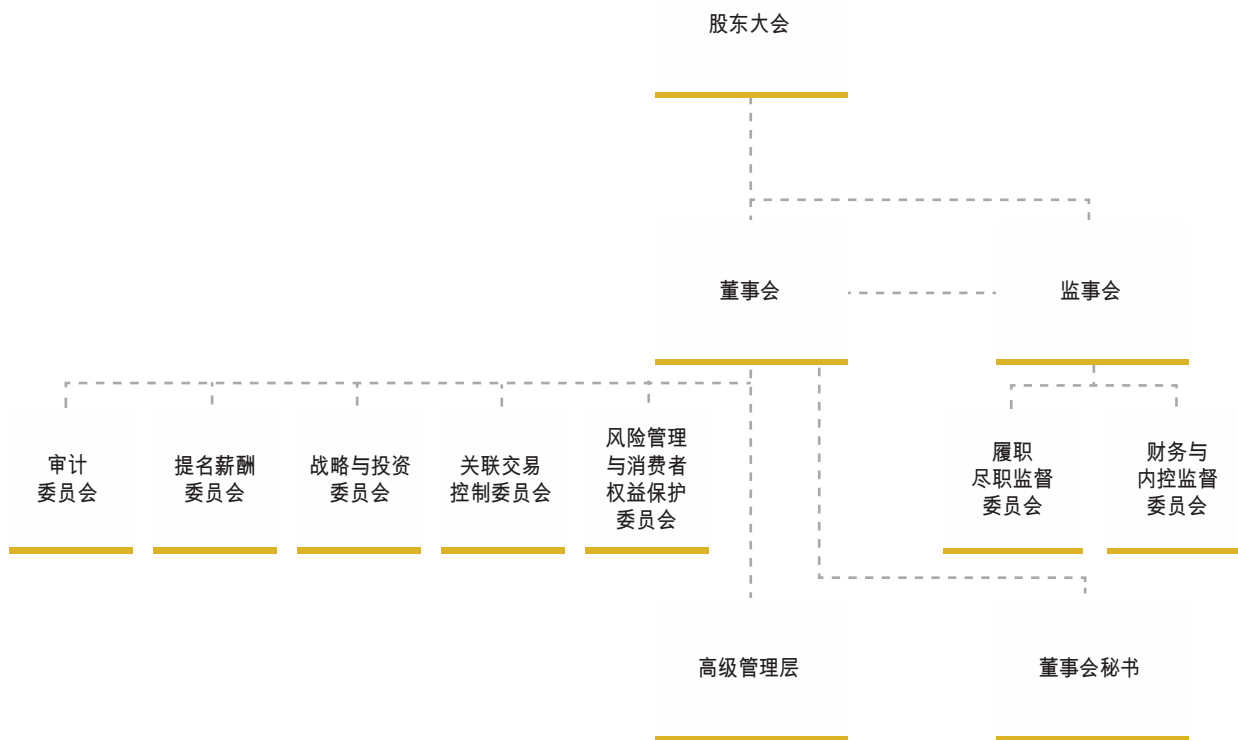 股东大会
董事会
监事会
审计
委员会
提名薪酬
委员会
战略与投资
委员会
关联交易
控制委员会
风险管理
与消费者
权益保护
委员会
履职
尽职监督
委员会
财务与
内控监督
委员会
高级管理层
董事会秘书